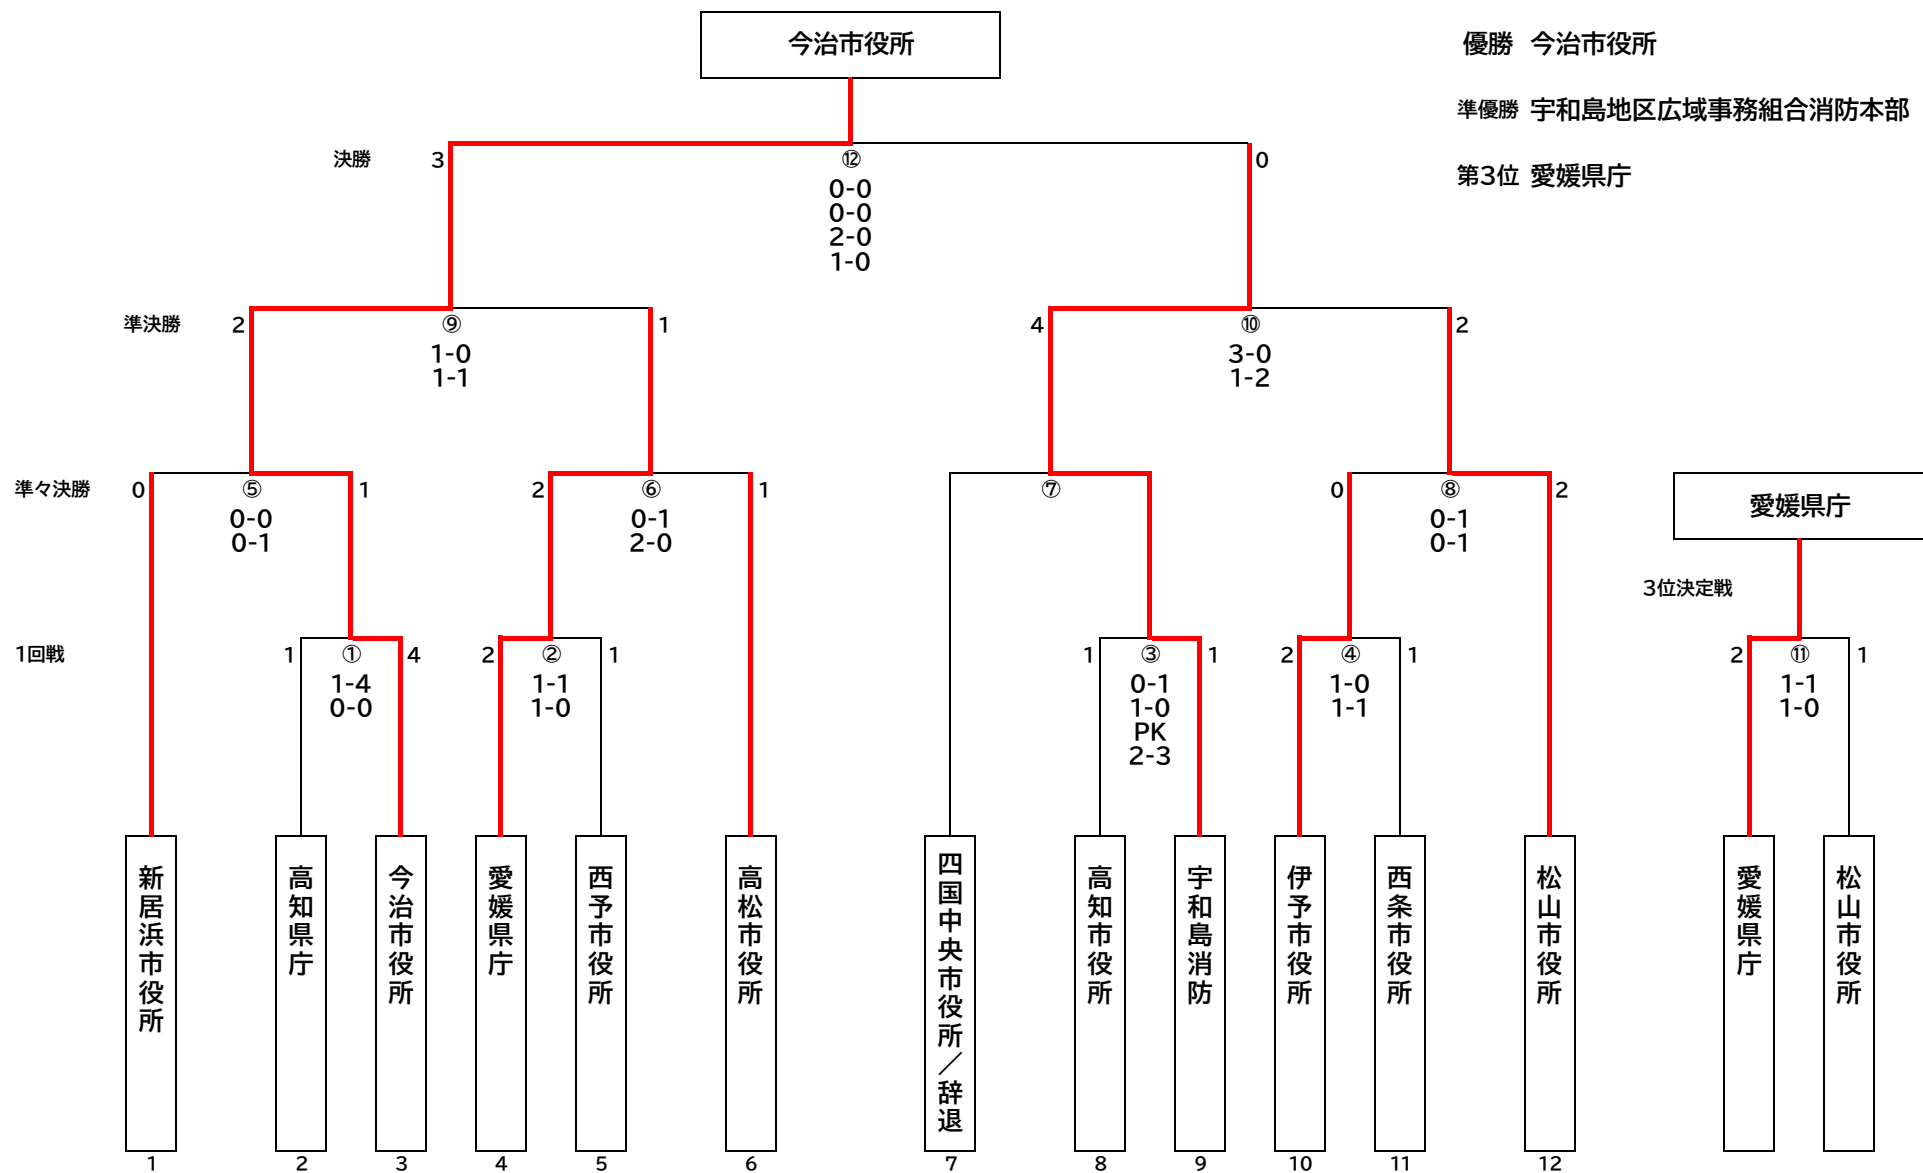 今治市役所
優勝 今治市役所
準優勝 宇和島地区広域事務組合消防本部
第3位 愛媛県庁
決勝 3 ⑫ 0
0-0
0-0
2-0
1-0
準決勝 2 ⑨ 1 4 ⑩ 2
1-0 3-0
1-1 1-2
準々決勝 0 ⑤ 1 2 ⑥ 1 ⑦ 0 ⑧ 2
0-0 0-1 0-1
0-1 2-0 0-1
愛媛県庁
3位決定戦
1回戦 1 ① 4 2 ② 1 1 ③ 1 2 ④ 1 2 ⑪ 1
1-4 1-1 0-1 1-0 1-1
0-0 1-0 1-0 1-1 1-0
PK
2-3
新居浜市役所
高知県庁
今治市役所
愛媛県庁
西予市役所
高松市役所
四国中央市役所／辞退
高知市役所
宇和島消防
伊予市役所
西条市役所
松山市役所
愛媛県庁
松山市役所
1 2 3 4 5 6 7 8 9 10 11 12